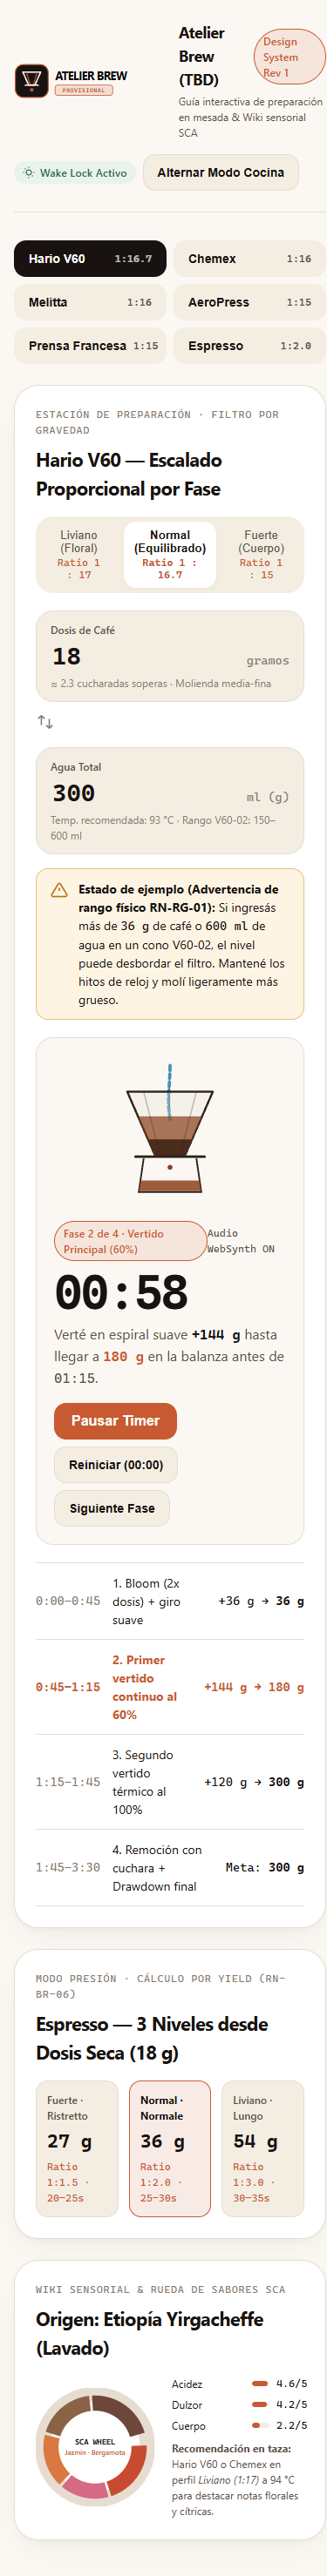 ATELIER BREW
PROVISIONAL
Atelier
Brew
(TBD)
Design
System
Rev 1
Guía interactiva de preparación
en mesada & Wiki sensorial
SCA
Wake Lock Activo
Alternar Modo Cocina
Hario V60 1:16.7
Chemex 1:16
Melitta 1:16
AeroPress 1:15
Prensa Francesa 1:15
Espresso 1:2.0
ESTACIÓN DE PREPARACIÓN · FILTRO POR
GRAVEDAD
Hario V60 — Escalado
Proporcional por Fase
Liviano
(Floral)
Ratio 1
: 17
Normal
(Equilibrado)
Ratio 1 :
16.7
Fuerte
(Cuerpo)
Ratio 1
: 15
Dosis de Café
18 gramos
≈ 2.3 cucharadas soperas · Molienda media-fina
Agua Total
300 ml (g)
Temp. recomendada: 93 °C · Rango V60-02: 150–
600 ml
Estado de ejemplo (Advertencia de
rango físico RN-RG-01): Si ingresás
más de 36 g de café o 600 ml de
agua en un cono V60-02, el nivel
puede desbordar el filtro. Mantené los
hitos de reloj y molí ligeramente más
grueso.
Fase 2 de 4 · Vertido
Principal (60%)
Audio
WebSynth ON
00:58
Verté en espiral suave +144 g hasta
llegar a 180 g en la balanza antes de
01:15.
Pausar Timer
Reiniciar (00:00)
Siguiente Fase
0:00–0:45
1. Bloom (2x
dosis) + giro
suave
+36 g → 36 g
0:45–1:15
2. Primer
vertido
continuo al
60%
+144 g → 180 g
1:15–1:45
3. Segundo
vertido
térmico al
100%
+120 g → 300 g
1:45–3:30
4. Remoción con
cuchara +
Drawdown final
Meta: 300 g
MODO PRESIÓN · CÁLCULO POR YIELD (RN-
BR-06)
Espresso — 3 Niveles desde
Dosis Seca (18 g)
Fuerte ·
Ristretto
27 g
Ratio
1:1.5 ·
20–25s
Normal ·
Normale
36 g
Ratio
1:2.0 ·
25–30s
Liviano ·
Lungo
54 g
Ratio
1:3.0 ·
30–35s
WIKI SENSORIAL & RUEDA DE SABORES SCA
Origen: Etiopía Yirgacheffe
(Lavado)
SCA WHEEL
Jazmín · Bergamota
Acidez 4.6/5
Dulzor 4.2/5
Cuerpo 2.2/5
Recomendación en taza:
Hario V60 o Chemex en
perfil Liviano (1:17) a 94 °C
para destacar notas florales
y cítricas.